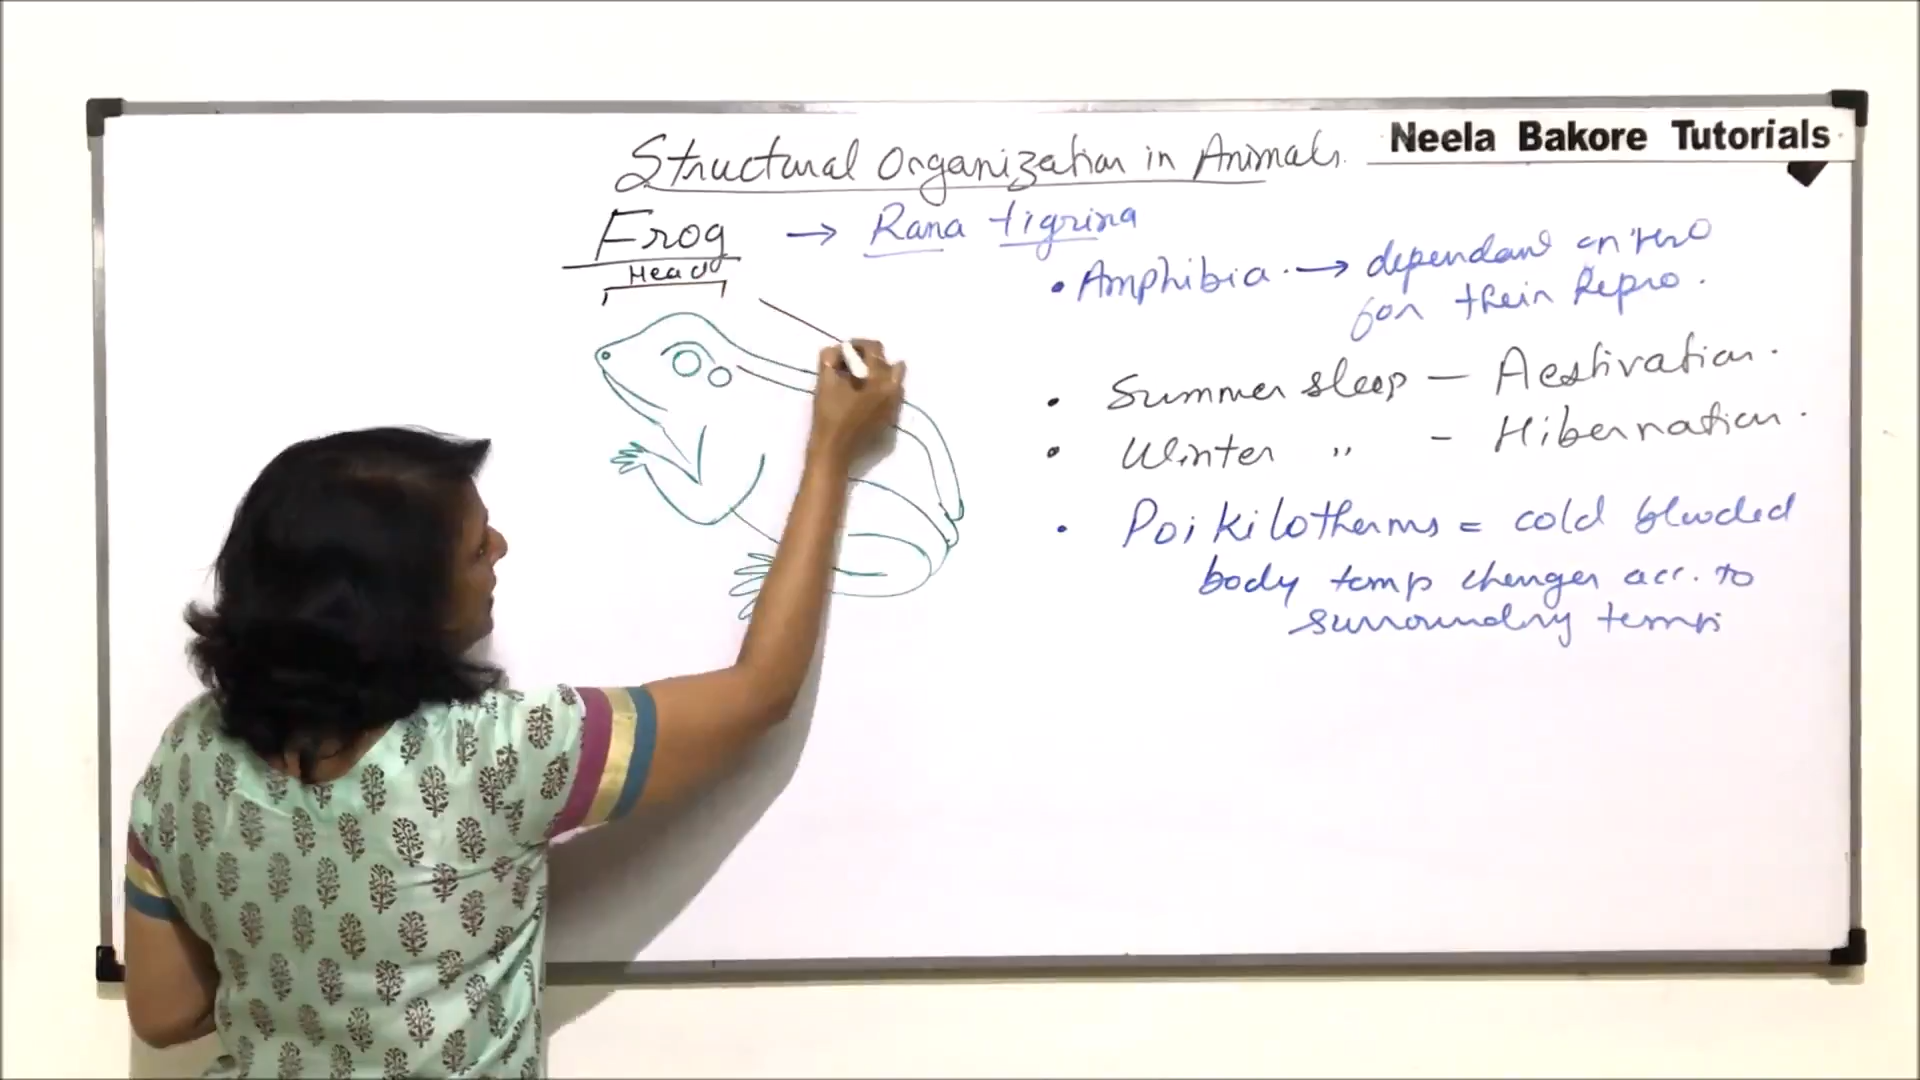 Structural Organization in Animals.
Neela Bakore Tutorials
Frog → Rana tigrina
Head
• Amphibia. → dependant on H2O
for their Repro.
• Summer sleep – Aestivation.
• Winter " – Hibernation.
• Poikilotherms = cold blooded
body temp changes acc. to
surrounding temp